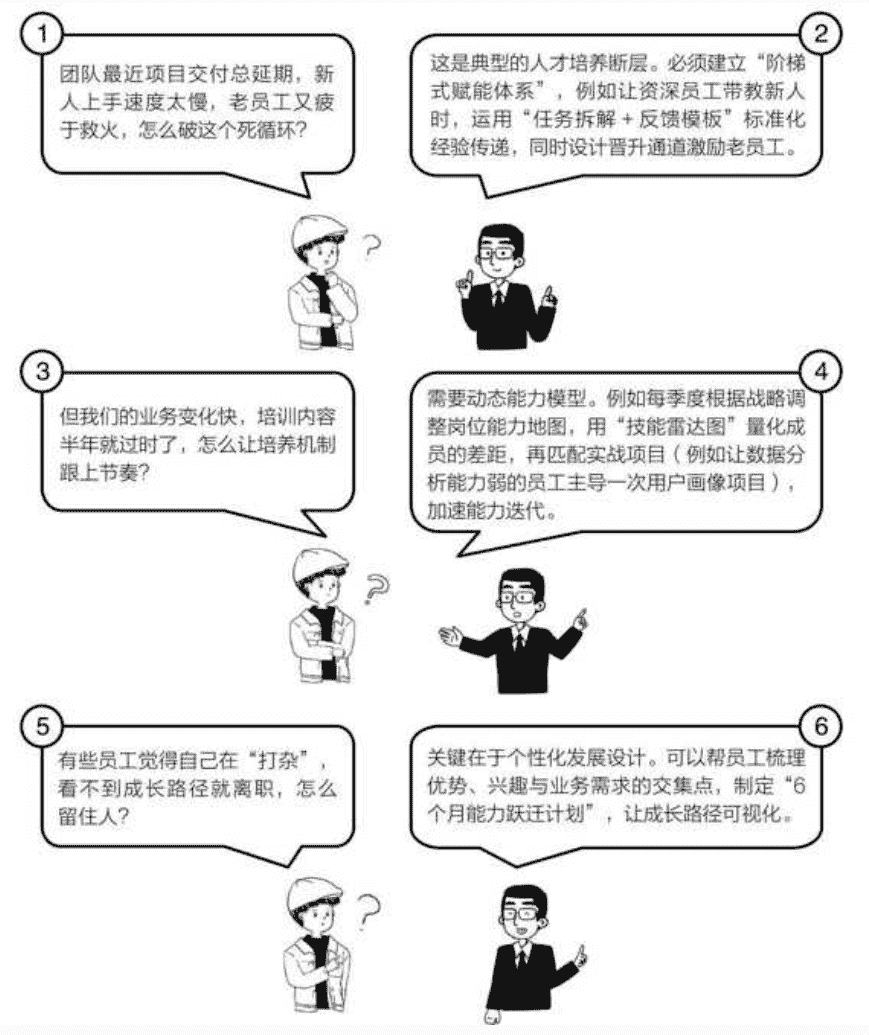 1
团队最近项目交付总延期，新
人上手速度太慢，老员工又疲
于救火，怎么破这个死循环？
2
这是典型的人才培养断层。必须建立“阶梯
式赋能体系”，例如让资深员工带教新人
时，运用“任务拆解+反馈模板”标准化
经验传递，同时设计晋升通道激励老员工。
?
3
但我们的业务变化快，培训内容
半年就过时了，怎么让培养机制
跟上节奏？
4
需要动态能力模型。例如每季度根据战略调
整岗位能力地图，用“技能雷达图”量化成
员的差距，再匹配实战项目（例如让数据分
析能力弱的员工主导一次用户画像项目），
加速能力迭代。
?
5
有些员工觉得自己在“打杂”，
看不到成长路径就离职，怎么
留住人？
6
关键在于个性化发展设计。可以帮员工梳理
优势、兴趣与业务需求的交集点，制定“6
个月能力跃迁计划”，让成长路径可视化。
?